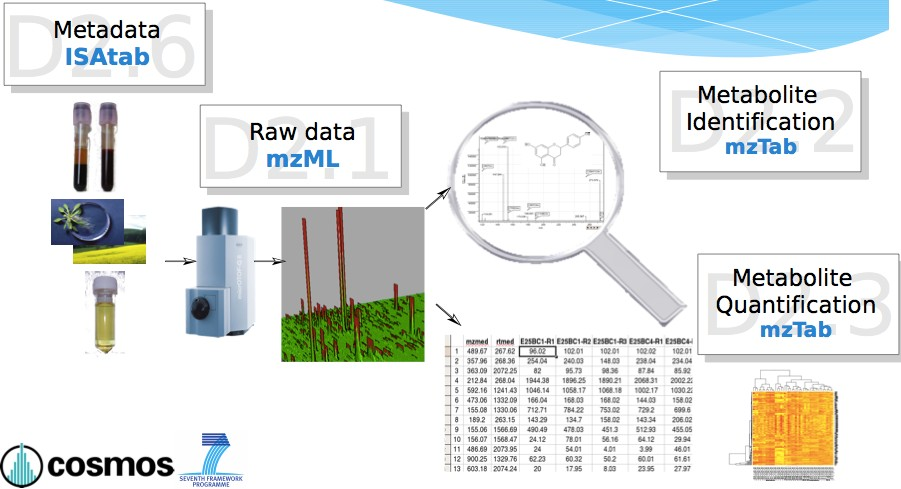 D2.6
Metadata
ISAtab
D2.1
Raw data
mzML
D2.2
Metabolite
Identification
mzTab
D2.3
Metabolite
Quantification
mzTab
mzmed rtmed E25BC1-R1 E25BC1-R2 E25BC1-R3 E25BC4-R1 E25BC4-
1 489.67 267.62 96.02 102.01 102.01 102.02 102.01
2 357.96 268.36 254.04 240.03 148.03 238.04 234.04
3 363.09 2072.25 82 95.73 98.36 87.84 85.92
4 212.84 268.04 1944.38 1896.25 1890.21 2068.31 2002.22
5 592.16 1241.43 1046.14 1058.17 1068.18 1002.17 1030.2
6 473.06 1332.09 166.04 168.03 168.02 144.03 158.02
7 155.08 1330.06 712.71 784.22 753.02 729.2 699.6
8 189.2 263.15 143.29 134.7 158.02 143.34 206.02
9 155.06 1566.69 490.49 478.03 451.3 512.93 455.05
10 156.07 1568.47 24.12 78.01 56.16 64.12 29.94
11 486.69 2073.95 24 54.01 4.01 3.99 46.01
12 900.25 1329.76 62.23 60.32 50.2 60.01 61.61
13 603.18 2074.24 20 17.95 8.03 23.95 27.97
cosmos
7
SEVENTH FRAMEWORK
PROGRAMME